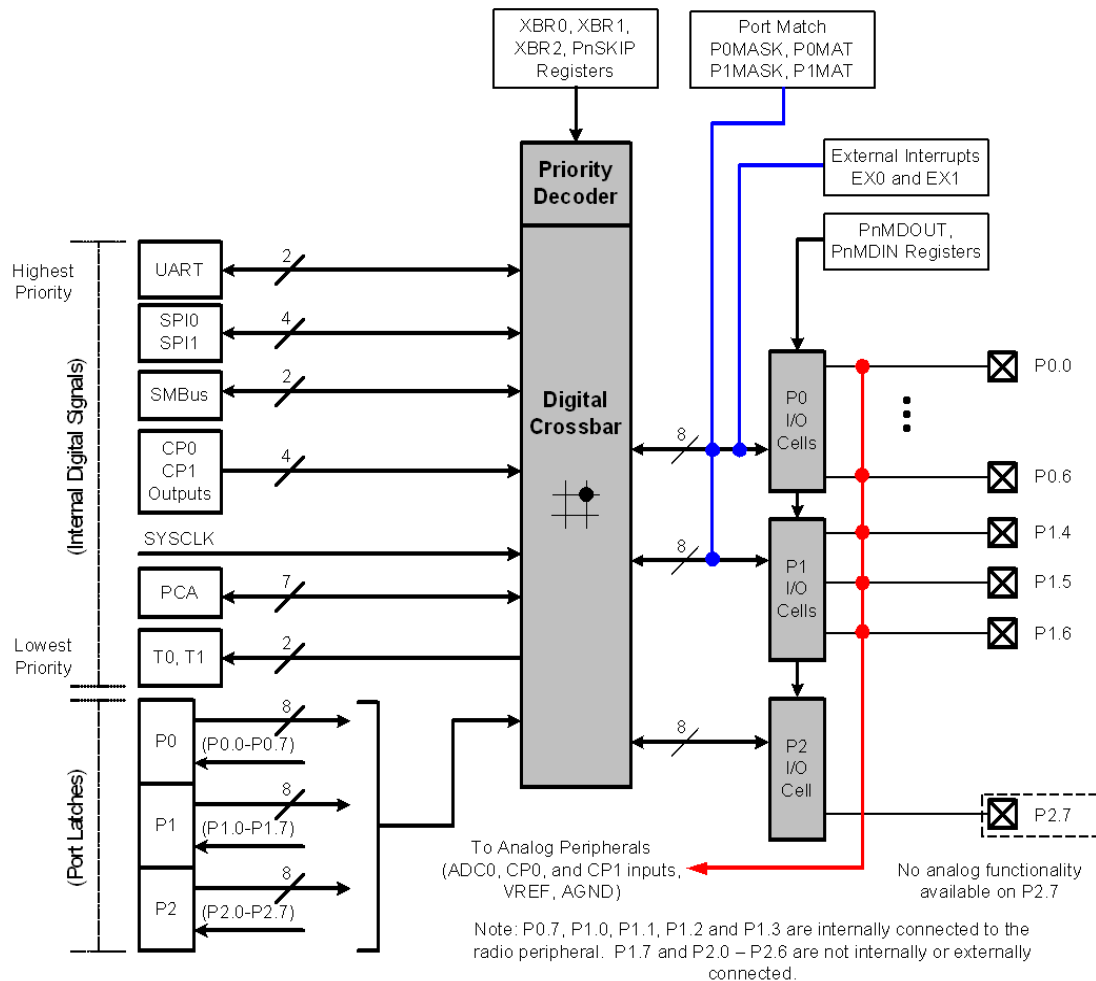 XBR0, XBR1,
XBR2, PnSKIP
Registers
Port Match
P0MASK, P0MAT
P1MASK, P1MAT
External Interrupts
EX0 and EX1
PnMDOUT,
PnMDIN Registers
Priority
Decoder
Digital
Crossbar
Highest
Priority
(Internal Digital Signals)
Lowest
Priority
UART
2
SPI0
SPI1
4
SMBus
2
CP0
CP1
Outputs
4
SYSCLK
PCA
7
T0, T1
2
(Port Latches)
P0
8
(P0.0-P0.7)
P1
8
(P1.0-P1.7)
P2
8
(P2.0-P2.7)
8
P0
I/O
Cells
P0.0
P0.6
8
P1
I/O
Cells
P1.4
P1.5
P1.6
8
P2
I/O
Cell
P2.7
To Analog Peripherals
(ADC0, CP0, and CP1 inputs,
VREF, AGND)
No analog functionality
available on P2.7
Note: P0.7, P1.0, P1.1, P1.2 and P1.3 are internally connected to the
radio peripheral. P1.7 and P2.0 – P2.6 are not internally or externally
connected.